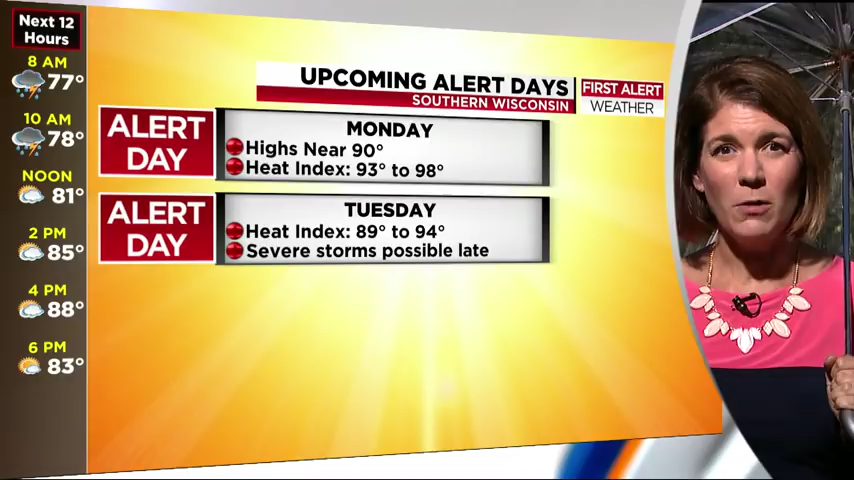 Next 12
Hours
8 AM
77°
10 AM
78°
NOON
81°
2 PM
85°
4 PM
88°
6 PM
83°
UPCOMING ALERT DAYS
SOUTHERN WISCONSIN
FIRST ALERT
WEATHER
ALERT
DAY
MONDAY
Highs Near 90°
Heat Index: 93° to 98°
ALERT
DAY
TUESDAY
Heat Index: 89° to 94°
Severe storms possible late